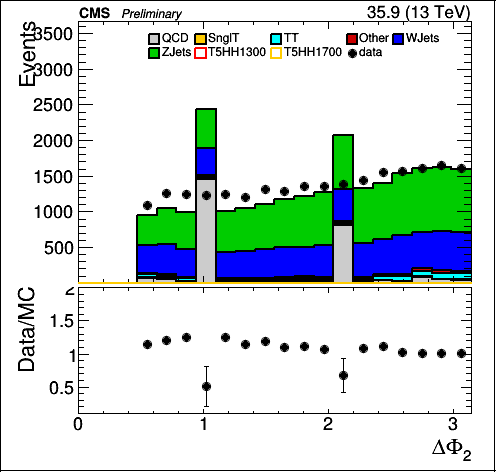 CMS Preliminary 35.9 (13 TeV)
Events
3500
3000
2500
2000
1500
1000
500
QCD SnglT TT Other WJets
ZJets T5HH1300 T5HH1700 data
Data/MC
2
1.5
1
0.5
0 1 2 3
ΔΦ2